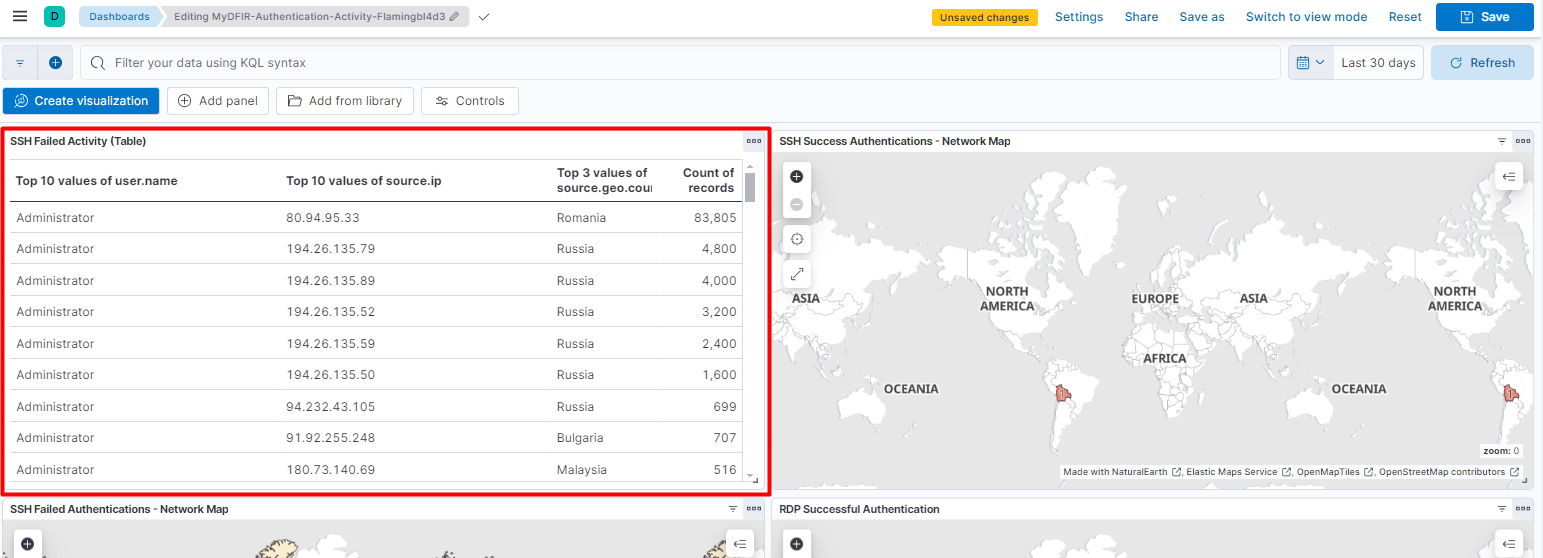 D Dashboards Editing MyDFIR-Authentication-Activity-Flamingbl4d3 Unsaved changes Settings Share Save as Switch to view mode Reset Save
Filter your data using KQL syntax Last 30 days Refresh
Create visualization Add panel Add from library Controls
SSH Failed Activity (Table)
Top 10 values of user.name Top 10 values of source.ip Top 3 values of source.geo.cour Count of records
Administrator 80.94.95.33 Romania 83,805
Administrator 194.26.135.79 Russia 4,800
Administrator 194.26.135.89 Russia 4,000
Administrator 194.26.135.52 Russia 3,200
Administrator 194.26.135.59 Russia 2,400
Administrator 194.26.135.50 Russia 1,600
Administrator 94.232.43.105 Russia 699
Administrator 91.92.255.248 Bulgaria 707
Administrator 180.73.140.69 Malaysia 516
SSH Success Authentications - Network Map
ASIA
NORTH AMERICA
EUROPE
ASIA
NORTH AMERICA
AFRICA
OCEANIA
OCEANIA
1
1
zoom: 0
Made with NaturalEarth , Elastic Maps Service , OpenMapTiles , OpenStreetMap contributors
SSH Failed Authentications - Network Map
RDP Successful Authentication